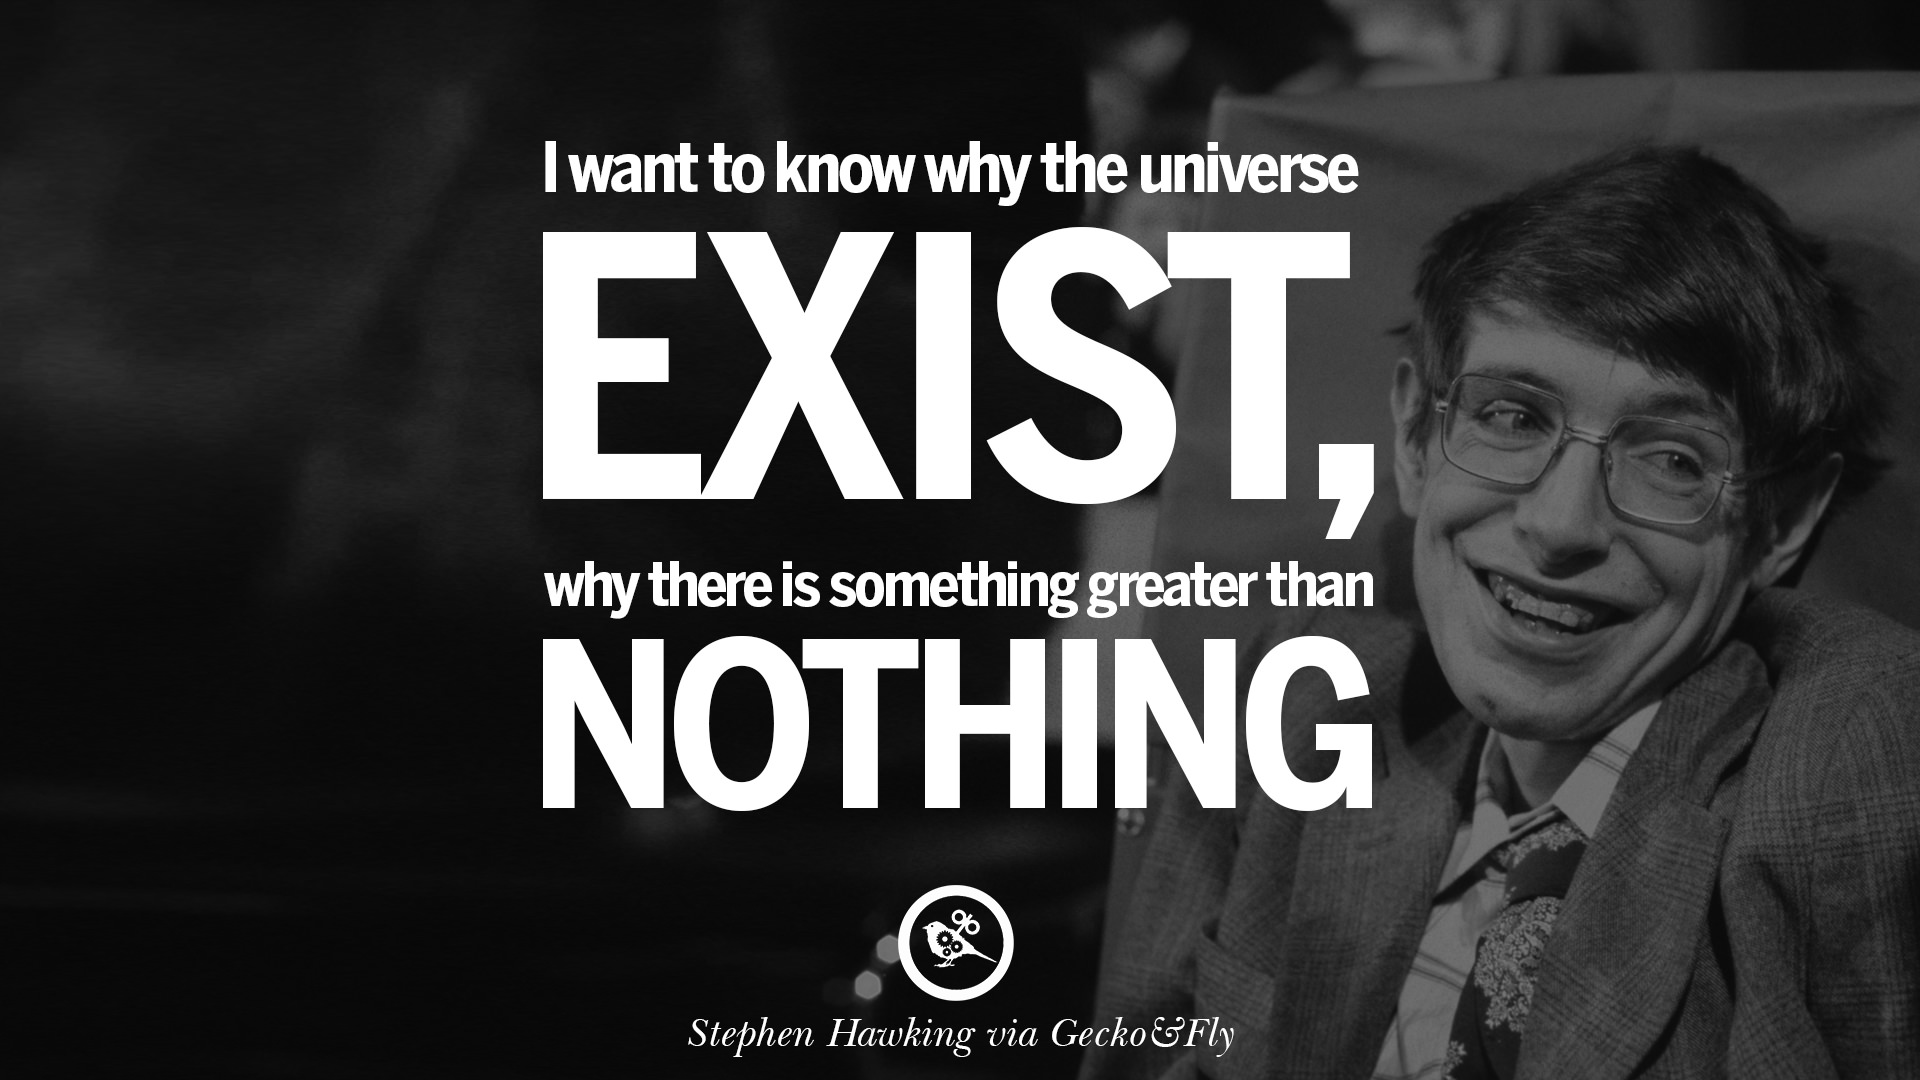 I want to know why the universe
EXIST,
why there is something greater than
NOTHING
Stephen Hawking via Gecko&Fly